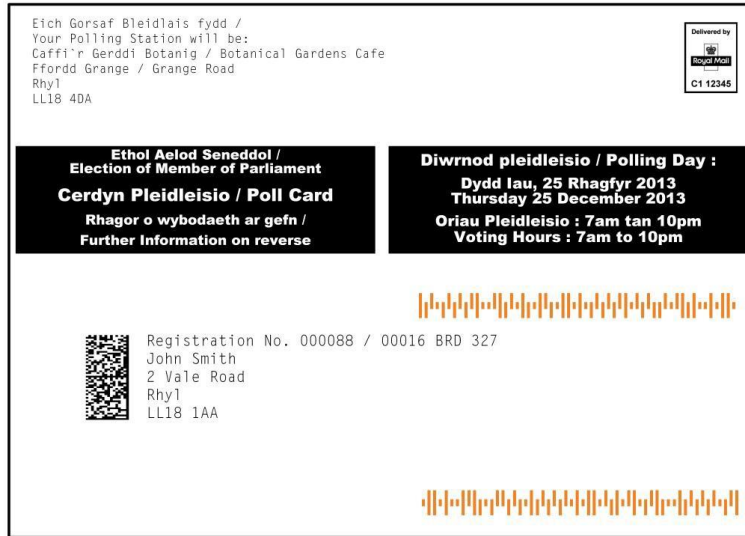 Eich Gorsaf Bleidlais fydd /
Your Polling Station will be:
Caffi`r Gerddi Botanig / Botanical Gardens Cafe
Ffordd Grange / Grange Road
Rhyl
LL18 4DA
Delivered by
Royal Mail
C1 12345
Ethol Aelod Seneddol /
Election of Member of Parliament
Cerdyn Pleidleisio / Poll Card
Rhagor o wybodaeth ar gefn /
Further Information on reverse
Diwrnod pleidleisio / Polling Day :
Dydd Iau, 25 Rhagfyr 2013
Thursday 25 December 2013
Oriau Pleidleisio : 7am tan 10pm
Voting Hours : 7am to 10pm
Registration No. 000088 / 00016 BRD 327
John Smith
2 Vale Road
Rhyl
LL18 1AA